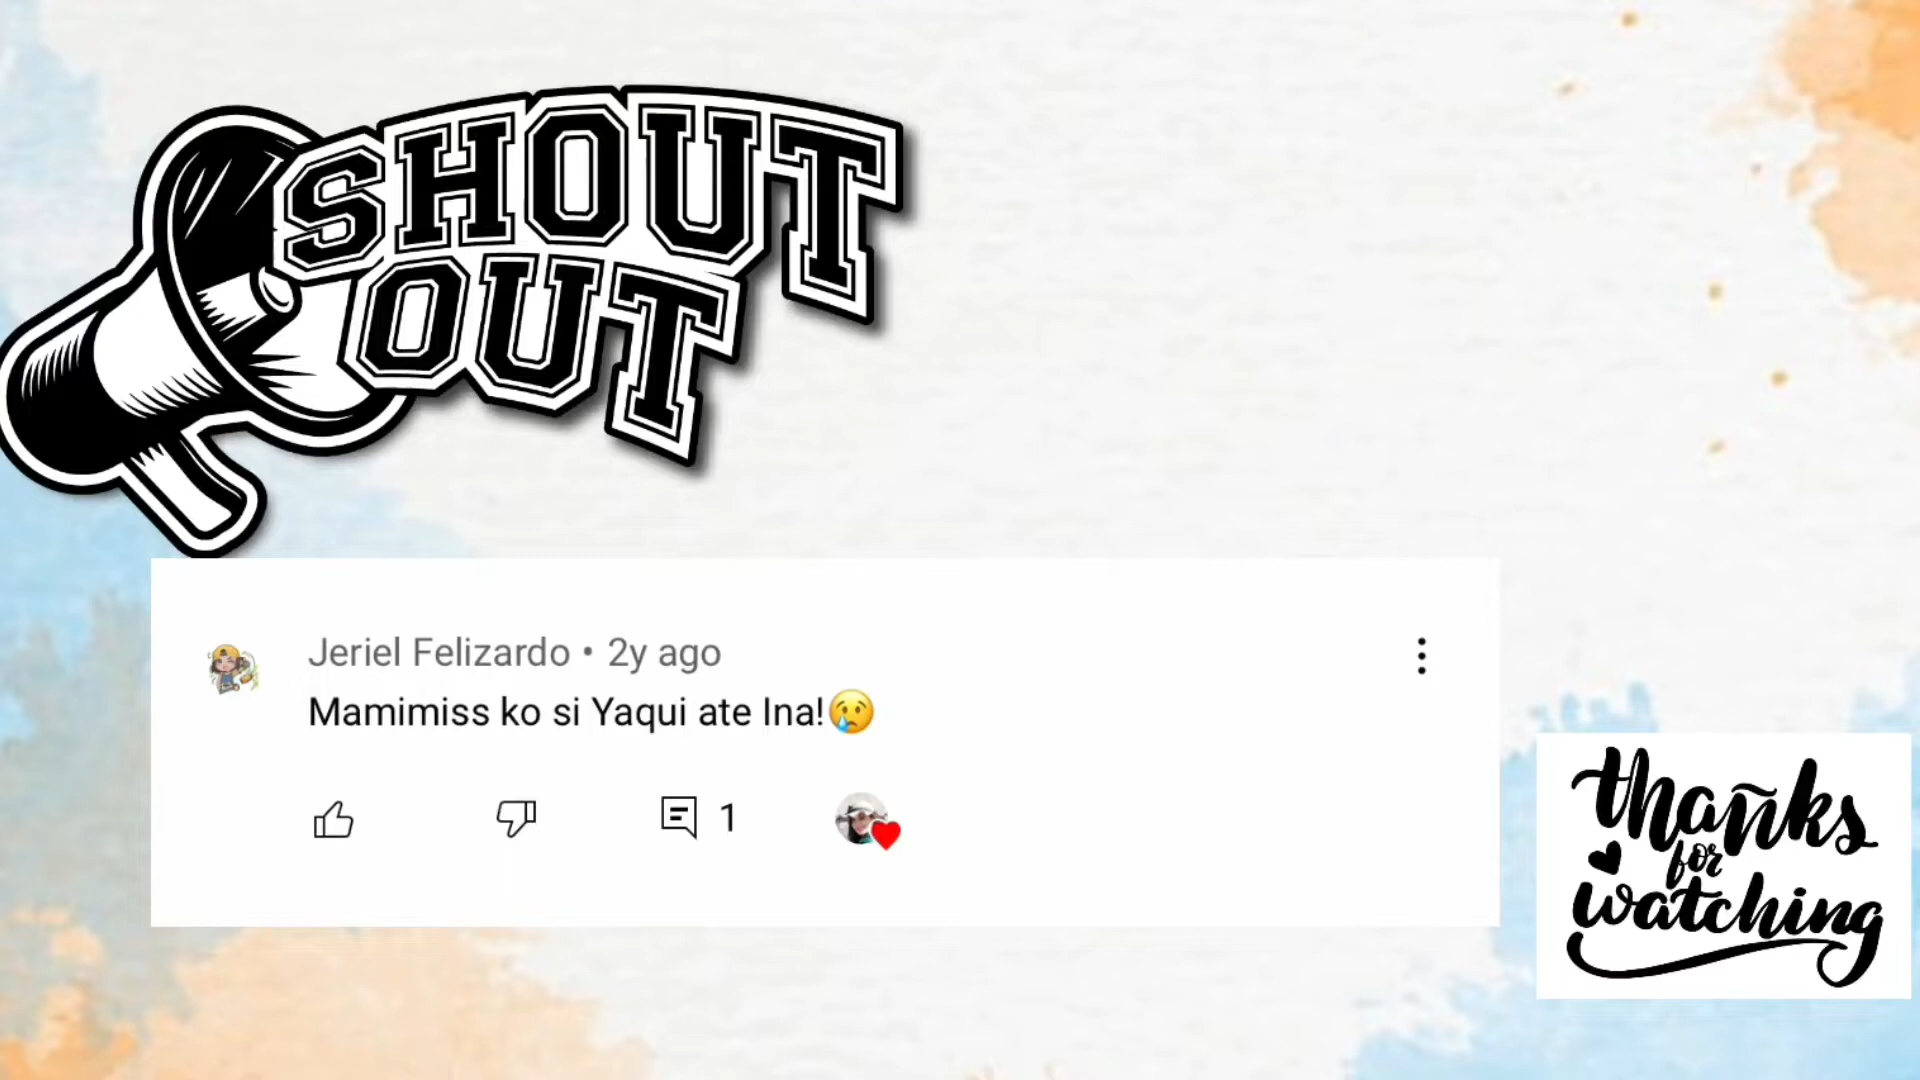 SHOUT
OUT
Jeriel Felizardo • 2y ago
Mamimiss ko si Yaqui ate Ina!😢
1
thanks
for
watching